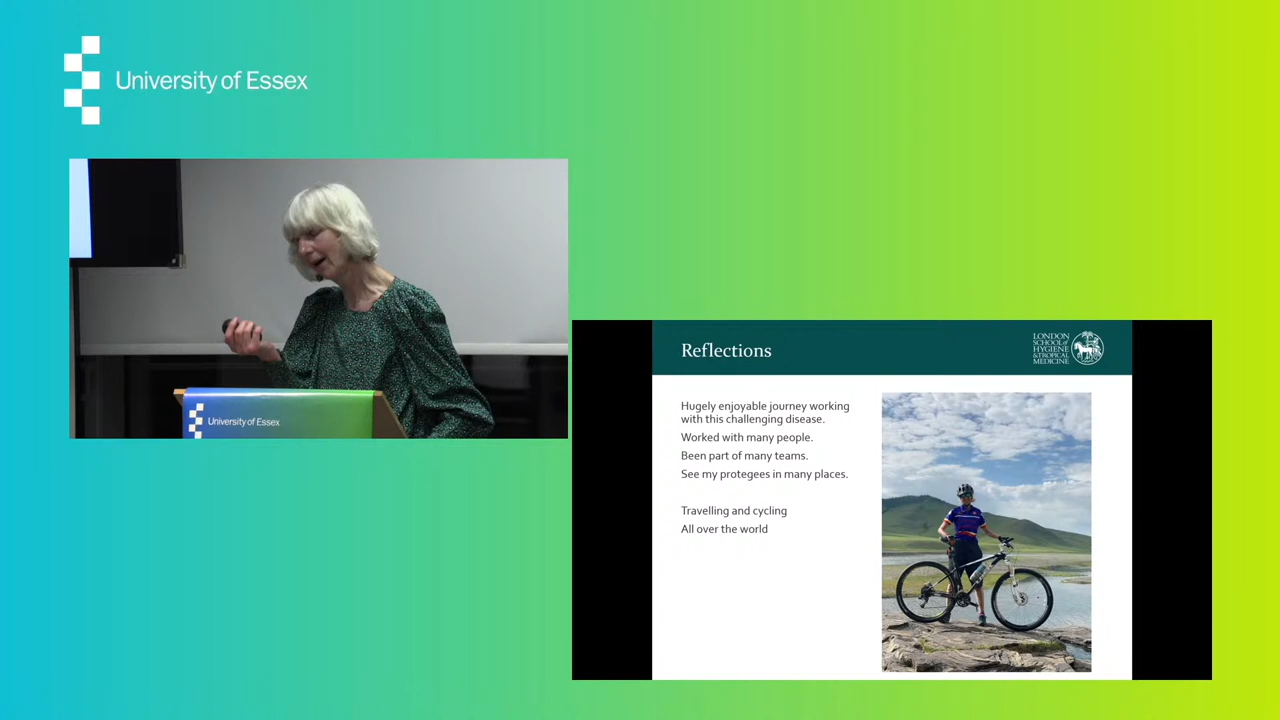 University of Essex
University of Essex
Reflections
LONDON
SCHOOL of
HYGIENE
& TROPICAL
MEDICINE
Hugely enjoyable journey working
with this challenging disease.
Worked with many people.
Been part of many teams.
See my protegees in many places.
Travelling and cycling
All over the world